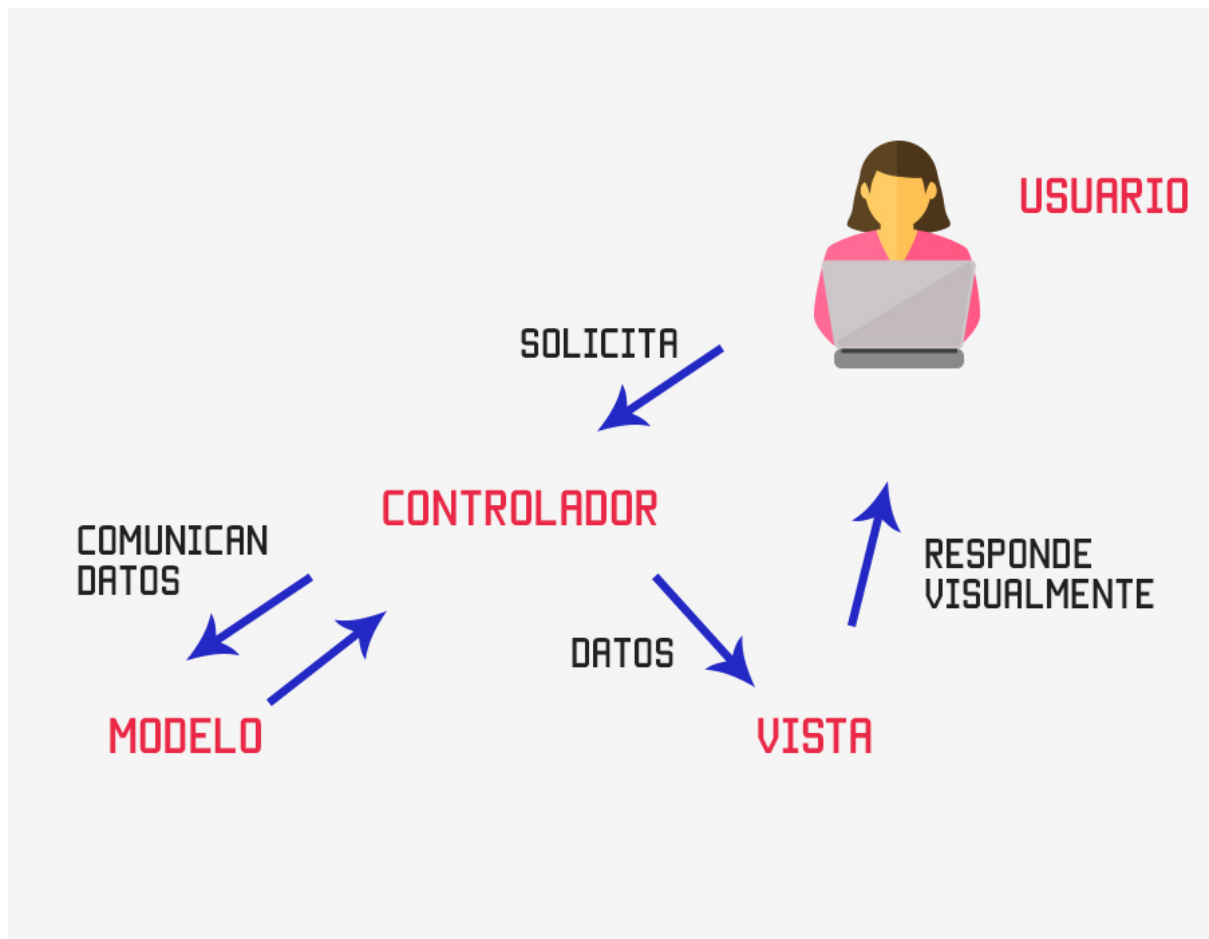 USUARIO
SOLICITA
CONTROLADOR
COMUNICAN
DATOS
RESPONDE
VISUALMENTE
DATOS
MODELO
VISTA